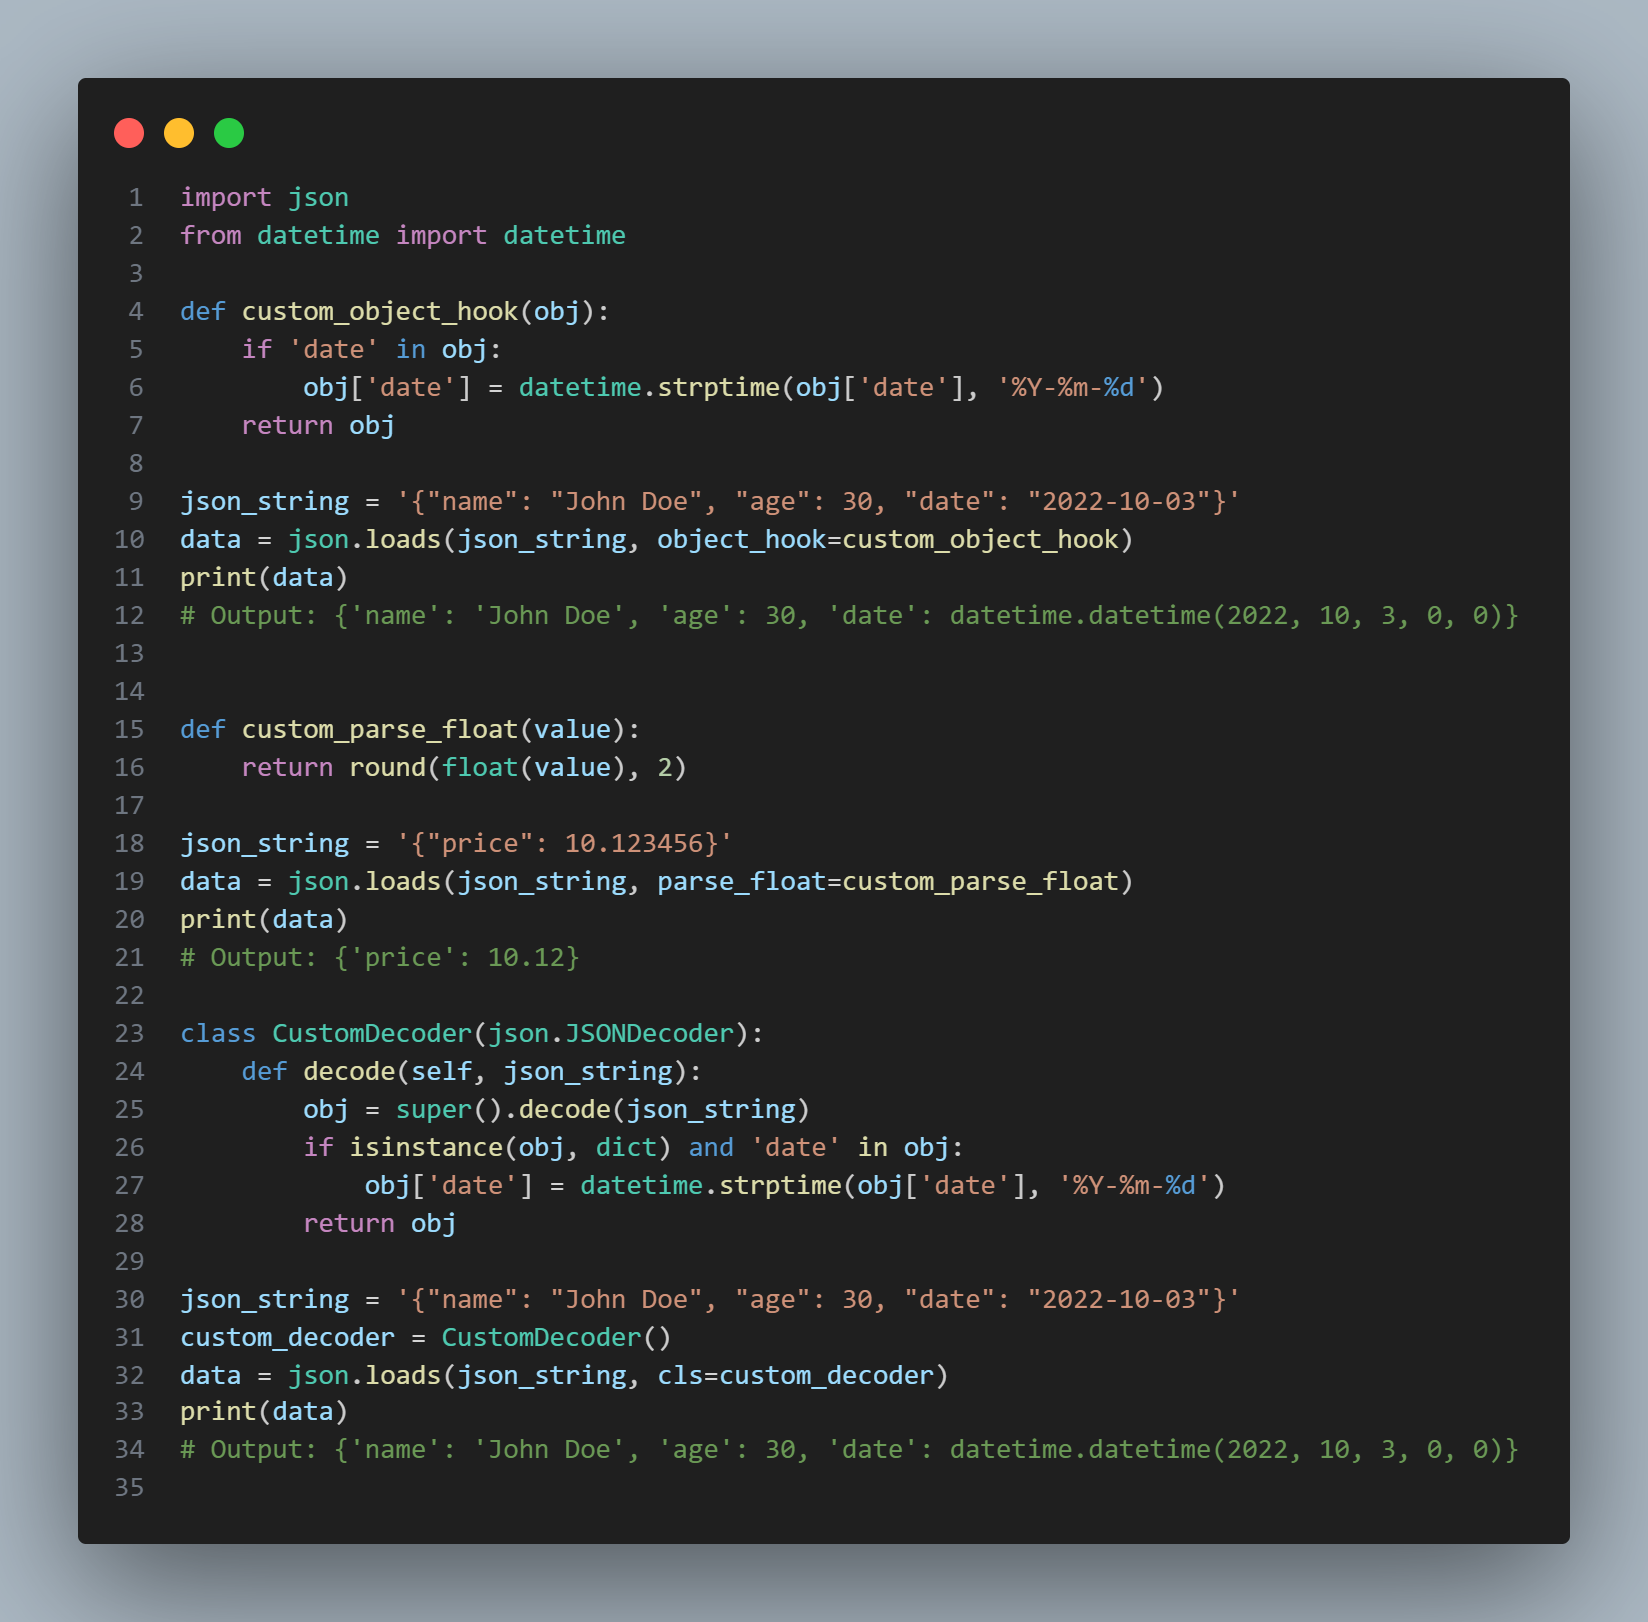 1 import json
2 from datetime import datetime
3
4 def custom_object_hook(obj):
5     if 'date' in obj:
6         obj['date'] = datetime.strptime(obj['date'], '%Y-%m-%d')
7     return obj
8
9 json_string = '{"name": "John Doe", "age": 30, "date": "2022-10-03"}'
10 data = json.loads(json_string, object_hook=custom_object_hook)
11 print(data)
12 # Output: {'name': 'John Doe', 'age': 30, 'date': datetime.datetime(2022, 10, 3, 0, 0)}
13
14
15 def custom_parse_float(value):
16     return round(float(value), 2)
17
18 json_string = '{"price": 10.123456}'
19 data = json.loads(json_string, parse_float=custom_parse_float)
20 print(data)
21 # Output: {'price': 10.12}
22
23 class CustomDecoder(json.JSONDecoder):
24     def decode(self, json_string):
25         obj = super().decode(json_string)
26         if isinstance(obj, dict) and 'date' in obj:
27             obj['date'] = datetime.strptime(obj['date'], '%Y-%m-%d')
28         return obj
29
30 json_string = '{"name": "John Doe", "age": 30, "date": "2022-10-03"}'
31 custom_decoder = CustomDecoder()
32 data = json.loads(json_string, cls=custom_decoder)
33 print(data)
34 # Output: {'name': 'John Doe', 'age': 30, 'date': datetime.datetime(2022, 10, 3, 0, 0)}
35